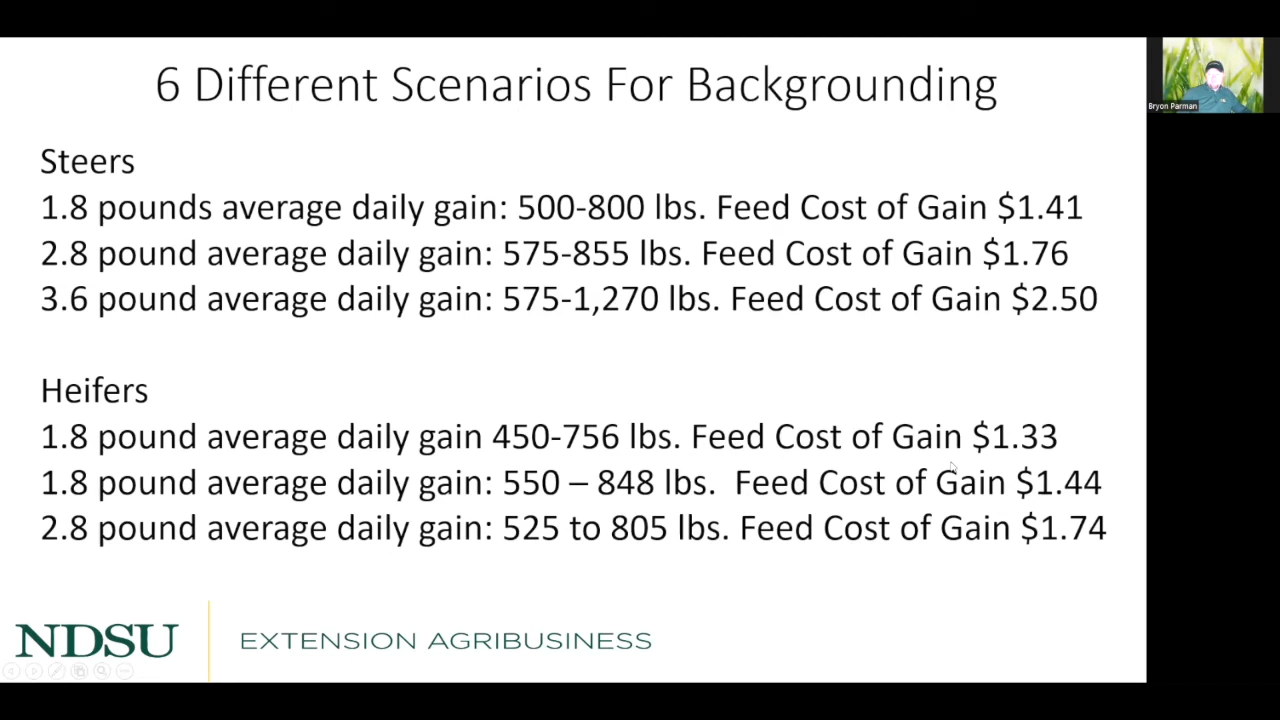 6 Different Scenarios For Backgrounding
Bryon Parman
Steers
1.8 pounds average daily gain: 500-800 lbs. Feed Cost of Gain $1.41
2.8 pound average daily gain: 575-855 lbs. Feed Cost of Gain $1.76
3.6 pound average daily gain: 575-1,270 lbs. Feed Cost of Gain $2.50
Heifers
1.8 pound average daily gain 450-756 lbs. Feed Cost of Gain $1.33
1.8 pound average daily gain: 550 – 848 lbs.  Feed Cost of Gain $1.44
2.8 pound average daily gain: 525 to 805 lbs. Feed Cost of Gain $1.74
NDSU
EXTENSION AGRIBUSINESS